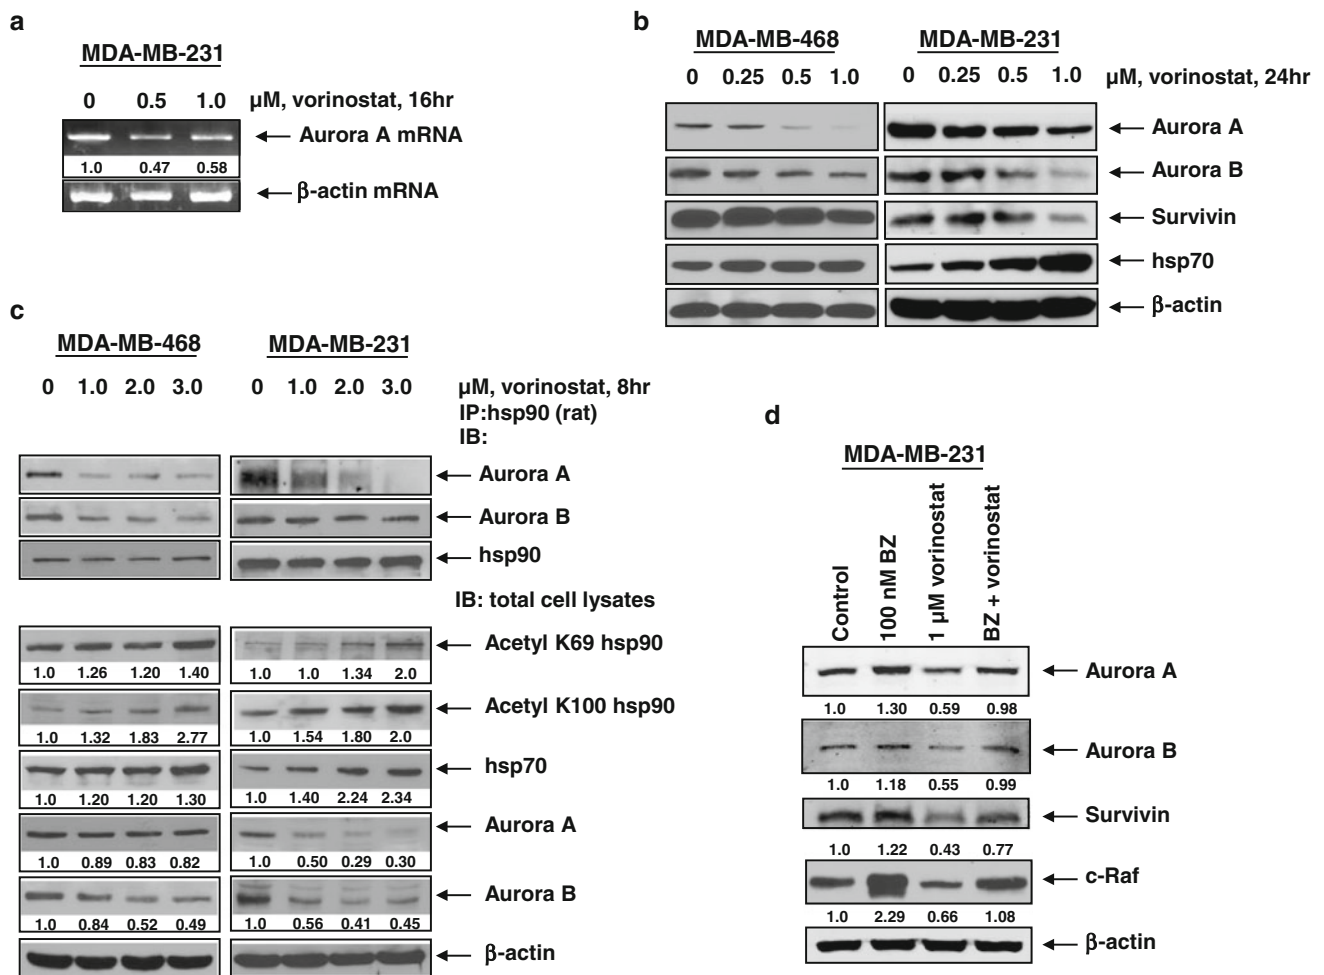 a
MDA-MB-231
0 0.5 1.0 µM, vorinostat, 16hr
Aurora A mRNA
1.0 0.47 0.58
β-actin mRNA
b
MDA-MB-468 MDA-MB-231
0 0.25 0.5 1.0 0 0.25 0.5 1.0 µM, vorinostat, 24hr
Aurora A
Aurora B
Survivin
hsp70
β-actin
c
MDA-MB-468 MDA-MB-231
0 1.0 2.0 3.0 0 1.0 2.0 3.0 µM, vorinostat, 8hr
IP:hsp90 (rat)
IB:
Aurora A
Aurora B
hsp90
IB: total cell lysates
Acetyl K69 hsp90
1.0 1.26 1.20 1.40 1.0 1.0 1.34 2.0
Acetyl K100 hsp90
1.0 1.32 1.83 2.77 1.0 1.54 1.80 2.0
hsp70
1.0 1.20 1.20 1.30 1.0 1.40 2.24 2.34
Aurora A
1.0 0.89 0.83 0.82 1.0 0.50 0.29 0.30
Aurora B
1.0 0.84 0.52 0.49 1.0 0.56 0.41 0.45
β-actin
d
MDA-MB-231
Control
100 nM BZ
1 µM vorinostat
BZ + vorinostat
Aurora A
1.0 1.30 0.59 0.98
Aurora B
1.0 1.18 0.55 0.99
Survivin
1.0 1.22 0.43 0.77
c-Raf
1.0 2.29 0.66 1.08
β-actin